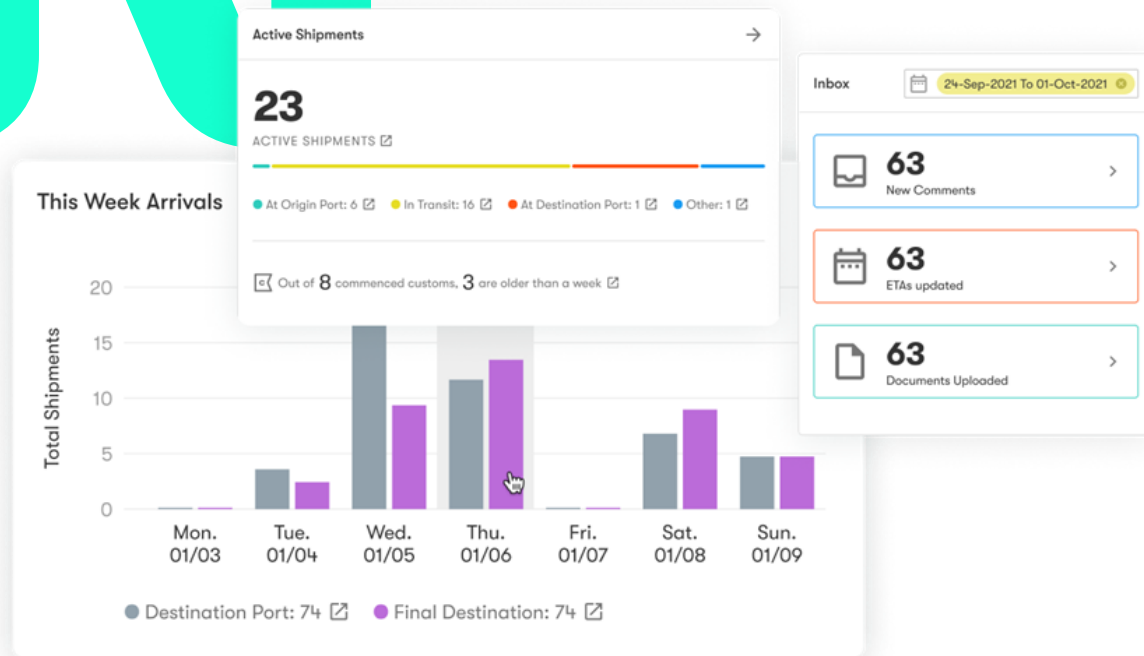 Active Shipments
23
ACTIVE SHIPMENTS
At Origin Port: 6 In Transit: 16 At Destination Port: 1 Other: 1
Out of 8 commenced customs, 3 are older than a week
Inbox 24-Sep-2021 To 01-Oct-2021
63
New Comments
63
ETAs updated
63
Documents Uploaded
This Week Arrivals
Total Shipments
20
15
10
5
0
Mon. Tue. Wed. Thu. Fri. Sat. Sun.
01/03 01/04 01/05 01/06 01/07 01/08 01/09
Destination Port: 74 Final Destination: 74